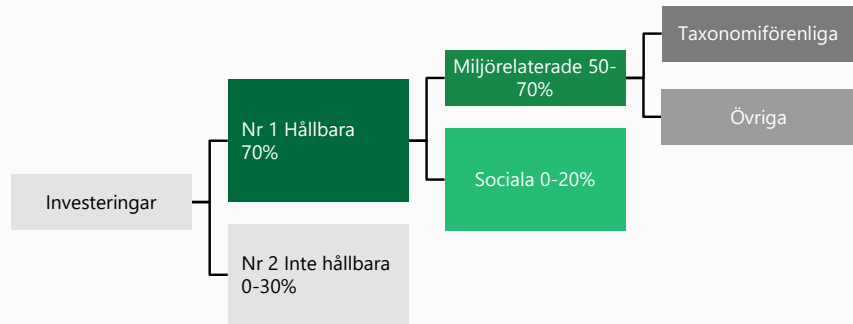 Investeringar
Nr 1 Hållbara
70%
Nr 2 Inte hållbara
0-30%
Miljörelaterade 50-
70%
Sociala 0-20%
Taxonomiförenliga
Övriga